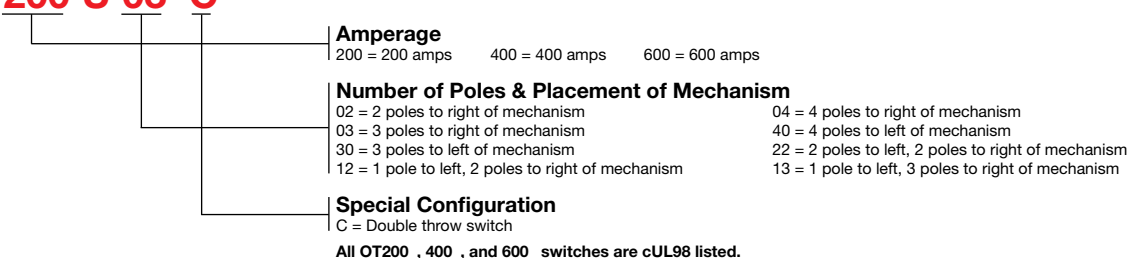 Amperage
200 = 200 amps 400 = 400 amps 600 = 600 amps
Number of Poles & Placement of Mechanism
02 = 2 poles to right of mechanism 04 = 4 poles to right of mechanism
03 = 3 poles to right of mechanism 40 = 4 poles to left of mechanism
30 = 3 poles to left of mechanism 22 = 2 poles to left, 2 poles to right of mechanism
12 = 1 pole to left, 2 poles to right of mechanism 13 = 1 pole to left, 3 poles to right of mechanism
Special Configuration
C = Double throw switch
All OT200 , 400 , and 600 switches are cUL98 listed.